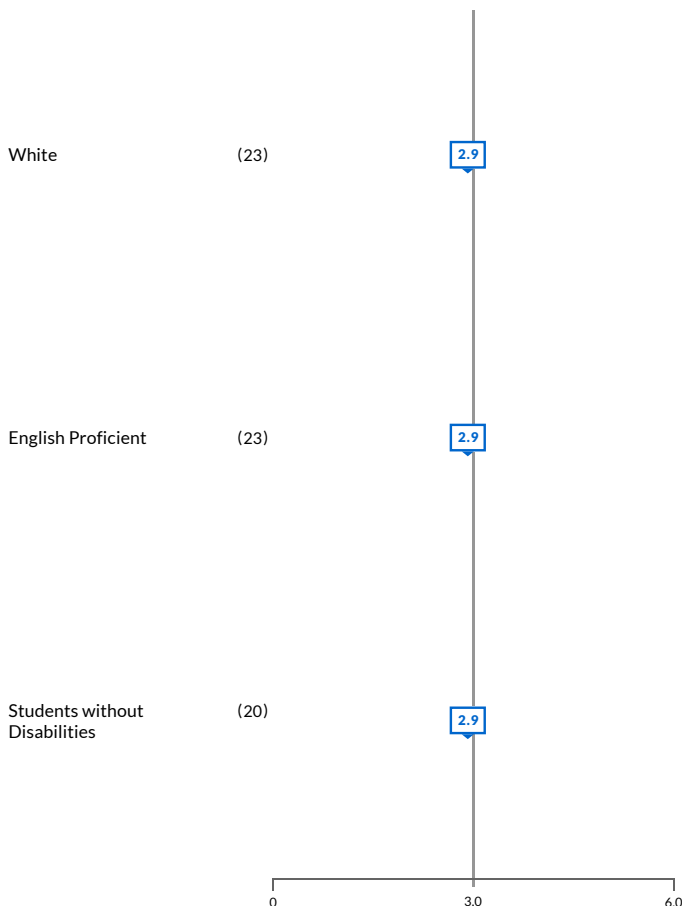 White (23) 2.9
English Proficient (23) 2.9
Students without (20) 2.9
Disabilities
0 3.0 6.0